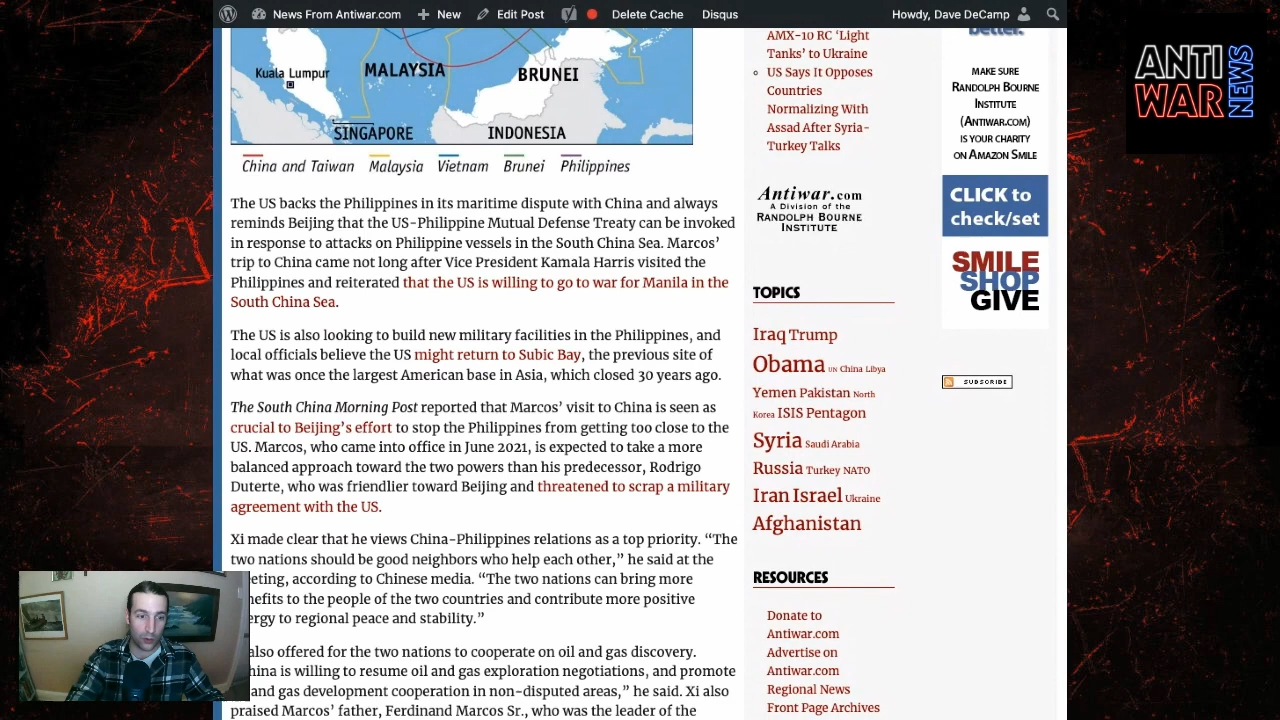 News From Antiwar.com
New
Edit Post
Delete Cache
Disqus
Howdy, Dave DeCamp
Kuala Lumpur
MALAYSIA
BRUNEI
SINGAPORE
INDONESIA
China and Taiwan Malaysia Vietnam Brunei Philippines
The US backs the Philippines in its maritime dispute with China and always
reminds Beijing that the US-Philippine Mutual Defense Treaty can be invoked
in response to attacks on Philippine vessels in the South China Sea. Marcos’
trip to China came not long after Vice President Kamala Harris visited the
Philippines and reiterated that the US is willing to go to war for Manila in the
South China Sea.
The US is also looking to build new military facilities in the Philippines, and
local officials believe the US might return to Subic Bay, the previous site of
what was once the largest American base in Asia, which closed 30 years ago.
The South China Morning Post reported that Marcos’ visit to China is seen as
crucial to Beijing’s effort to stop the Philippines from getting too close to the
US. Marcos, who came into office in June 2021, is expected to take a more
balanced approach toward the two powers than his predecessor, Rodrigo
Duterte, who was friendlier toward Beijing and threatened to scrap a military
agreement with the US.
Xi made clear that he views China-Philippines relations as a top priority. “The
two nations should be good neighbors who help each other,” he said at the
eting, according to Chinese media. “The two nations can bring more
nefits to the people of the two countries and contribute more positive
ergy to regional peace and stability.”
also offered for the two nations to cooperate on oil and gas discovery.
hina is willing to resume oil and gas exploration negotiations, and promote
and gas development cooperation in non-disputed areas,” he said. Xi also
praised Marcos’ father, Ferdinand Marcos Sr., who was the leader of the
AMX-10 RC ‘Light
Tanks’ to Ukraine
US Says It Opposes
Countries
Normalizing With
Assad After Syria-
Turkey Talks
Antiwar.com
A Division of the
RANDOLPH BOURNE
INSTITUTE
TOPICS
Iraq Trump
Obama UN China Libya
Yemen Pakistan North
Korea ISIS Pentagon
Syria Saudi Arabia
Russia Turkey NATO
Iran Israel Ukraine
Afghanistan
RESOURCES
Donate to
Antiwar.com
Advertise on
Antiwar.com
Regional News
Front Page Archives
better.
MAKE SURE
RANDOLPH BOURNE
INSTITUTE
(ANTIWAR.COM)
IS YOUR CHARITY
ON AMAZON SMILE
CLICK to
check/set
SMILE
SHOP
GIVE
SUBSCRIBE
ANTI
WAR
NEWS